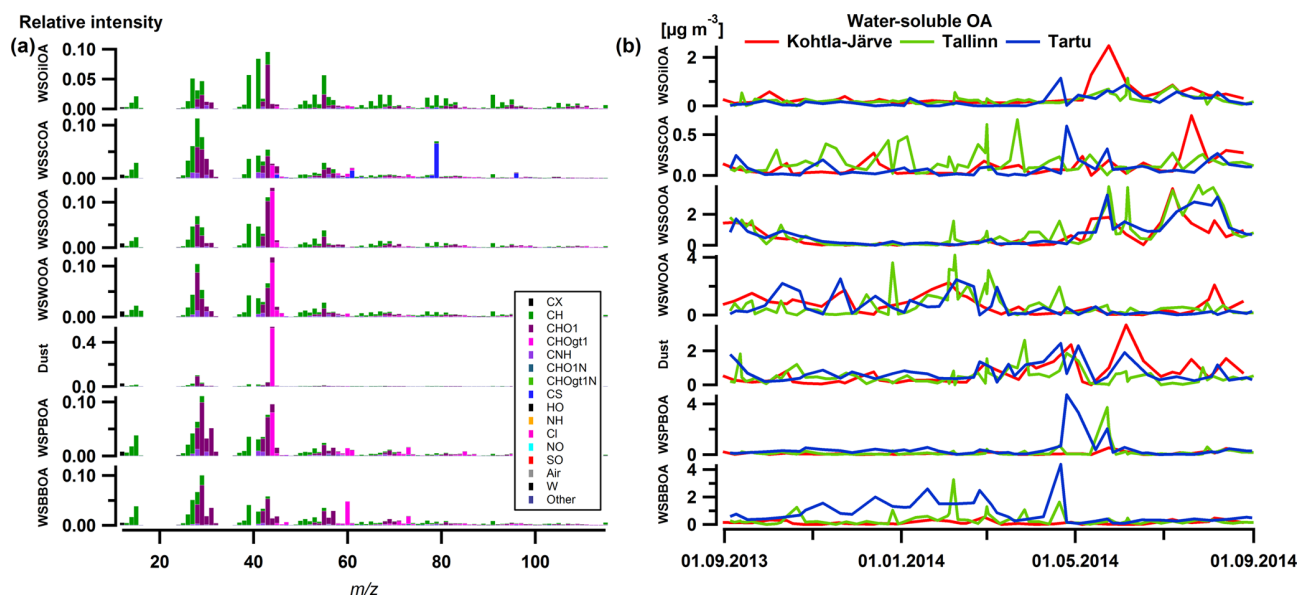 Relative intensity
(a)
WSOilOA
0.10
0.05
0.00
WSSCOA
0.10
0.00
WSSOOA
0.10
0.00
WSWOOA
0.10
0.00
Dust
0.4
0.0
WSPBOA
0.10
0.00
WSBBOA
0.10
0.00
20 40 60 80 100
m/z
CX
CH
CHO1
CHOgt1
CNH
CHO1N
CHOgt1N
CS
HO
NH
Cl
NO
SO
Air
W
Other
Water-soluble OA
[µg m-3]
Kohtla-Järve Tallinn Tartu
(b)
WSOilOA
2
0
WSSCOA
0.5
0.0
WSSOOA
2
0
WSWOOA
4
2
0
Dust
2
0
WSPBOA
4
2
0
WSBBOA
4
2
0
01.09.2013 01.01.2014 01.05.2014 01.09.2014